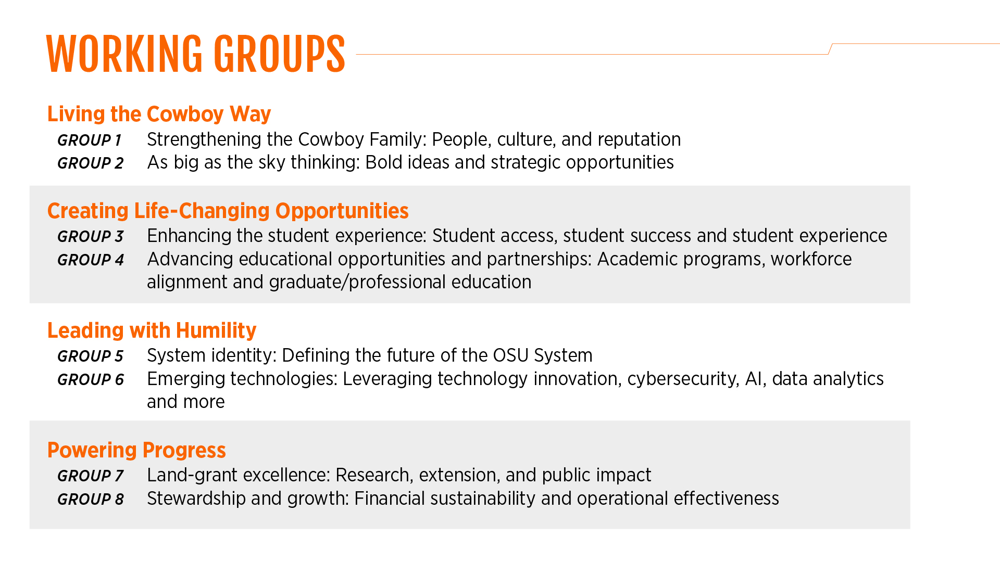 WORKING GROUPS
Living the Cowboy Way
GROUP 1 Strengthening the Cowboy Family: People, culture, and reputation
GROUP 2 As big as the sky thinking: Bold ideas and strategic opportunities
Creating Life-Changing Opportunities
GROUP 3 Enhancing the student experience: Student access, student success and student experience
GROUP 4 Advancing educational opportunities and partnerships: Academic programs, workforce
alignment and graduate/professional education
Leading with Humility
GROUP 5 System identity: Defining the future of the OSU System
GROUP 6 Emerging technologies: Leveraging technology innovation, cybersecurity, AI, data analytics
and more
Powering Progress
GROUP 7 Land-grant excellence: Research, extension, and public impact
GROUP 8 Stewardship and growth: Financial sustainability and operational effectiveness